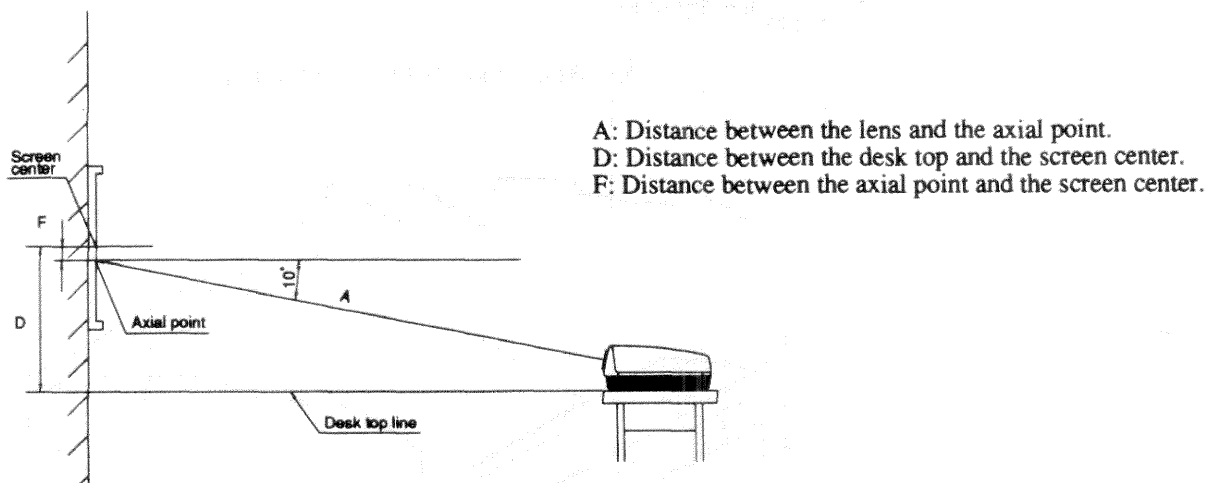 A: Distance between the lens and the axial point.
D: Distance between the desk top and the screen center.
F: Distance between the axial point and the screen center.
Screen
center
F
10°
A
D
Axial point
Desk top line